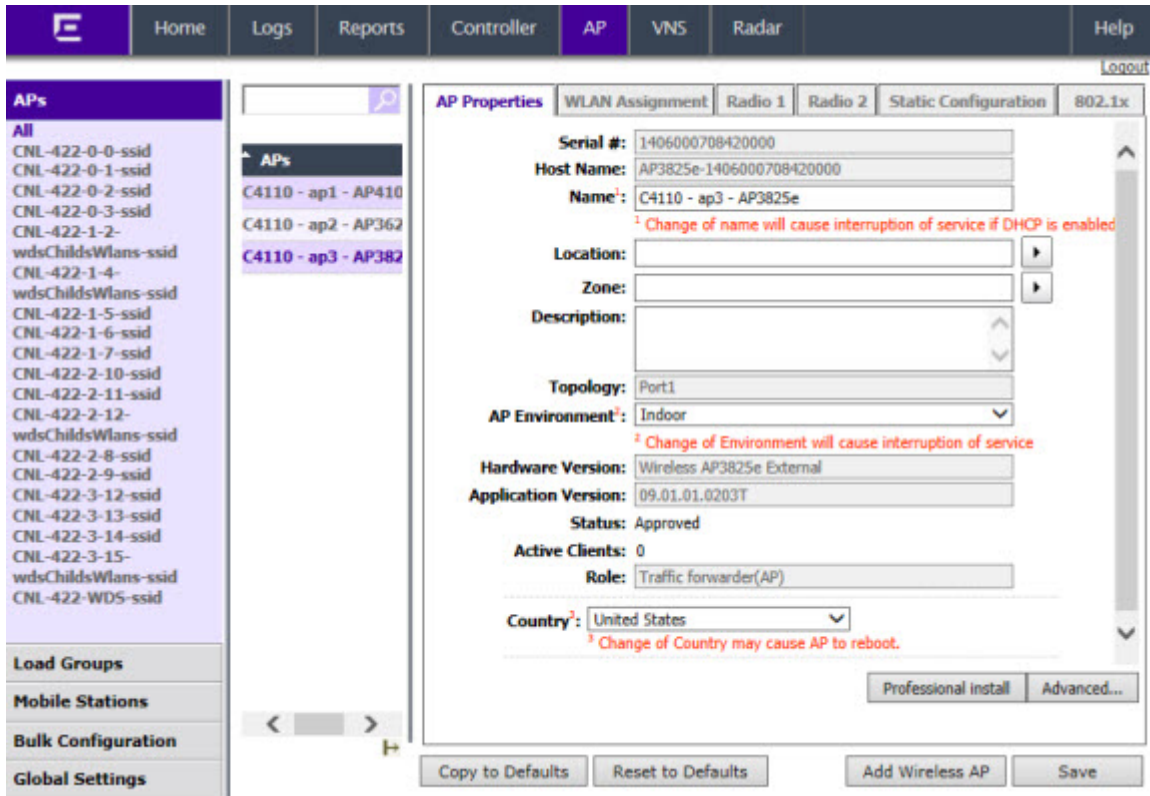 Home Logs Reports Controller AP VNS Radar Help
Logout
APs
All
CNL-422-0-0-ssid
CNL-422-0-1-ssid
CNL-422-0-2-ssid
CNL-422-0-3-ssid
CNL-422-1-2-
wdsChildsWlans-ssid
CNL-422-1-4-
wdsChildsWlans-ssid
CNL-422-1-5-ssid
CNL-422-1-6-ssid
CNL-422-1-7-ssid
CNL-422-2-10-ssid
CNL-422-2-11-ssid
CNL-422-2-12-
wdsChildsWlans-ssid
CNL-422-2-8-ssid
CNL-422-2-9-ssid
CNL-422-3-12-ssid
CNL-422-3-13-ssid
CNL-422-3-14-ssid
CNL-422-3-15-
wdsChildsWlans-ssid
CNL-422-WDS-ssid
Load Groups
Mobile Stations
Bulk Configuration
Global Settings
APs
C4110 - ap1 - AP410
C4110 - ap2 - AP362
C4110 - ap3 - AP382
AP Properties WLAN Assignment Radio 1 Radio 2 Static Configuration 802.1x
Serial #: 1406000708420000
Host Name: AP3825e-1406000708420000
Name¹: C4110 - ap3 - AP3825e
¹ Change of name will cause interruption of service if DHCP is enabled
Location:
Zone:
Description:
Topology: Port1
AP Environment²: Indoor
² Change of Environment will cause interruption of service
Hardware Version: Wireless AP3825e External
Application Version: 09.01.01.0203T
Status: Approved
Active Clients: 0
Role: Traffic forwarder(AP)
Country³: United States
³ Change of Country may cause AP to reboot.
Professional install Advanced...
Copy to Defaults Reset to Defaults Add Wireless AP Save